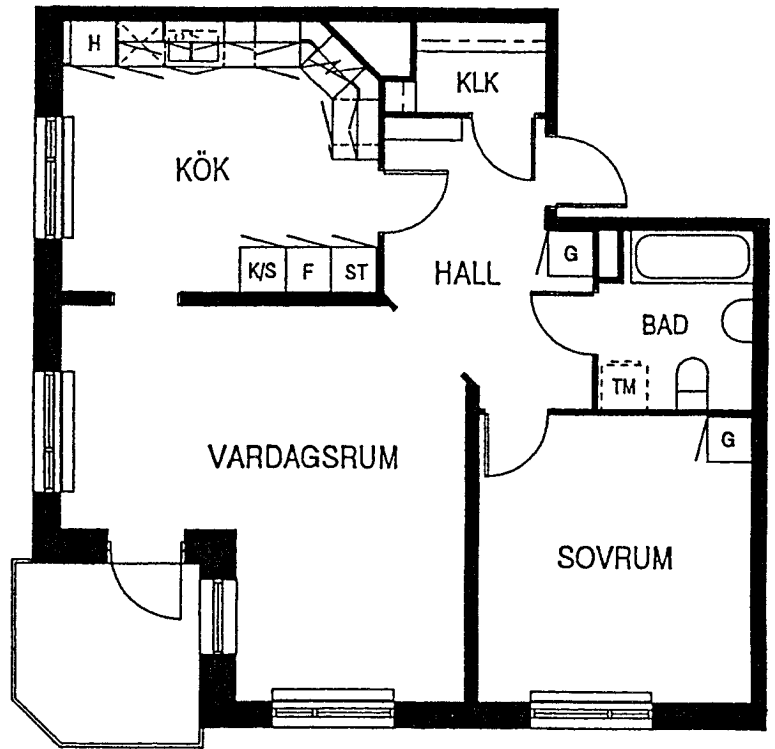 H
KLK
KÖK
G
K/S
F
ST
HALL
BAD
TM
G
VARDAGSRUM
SOVRUM